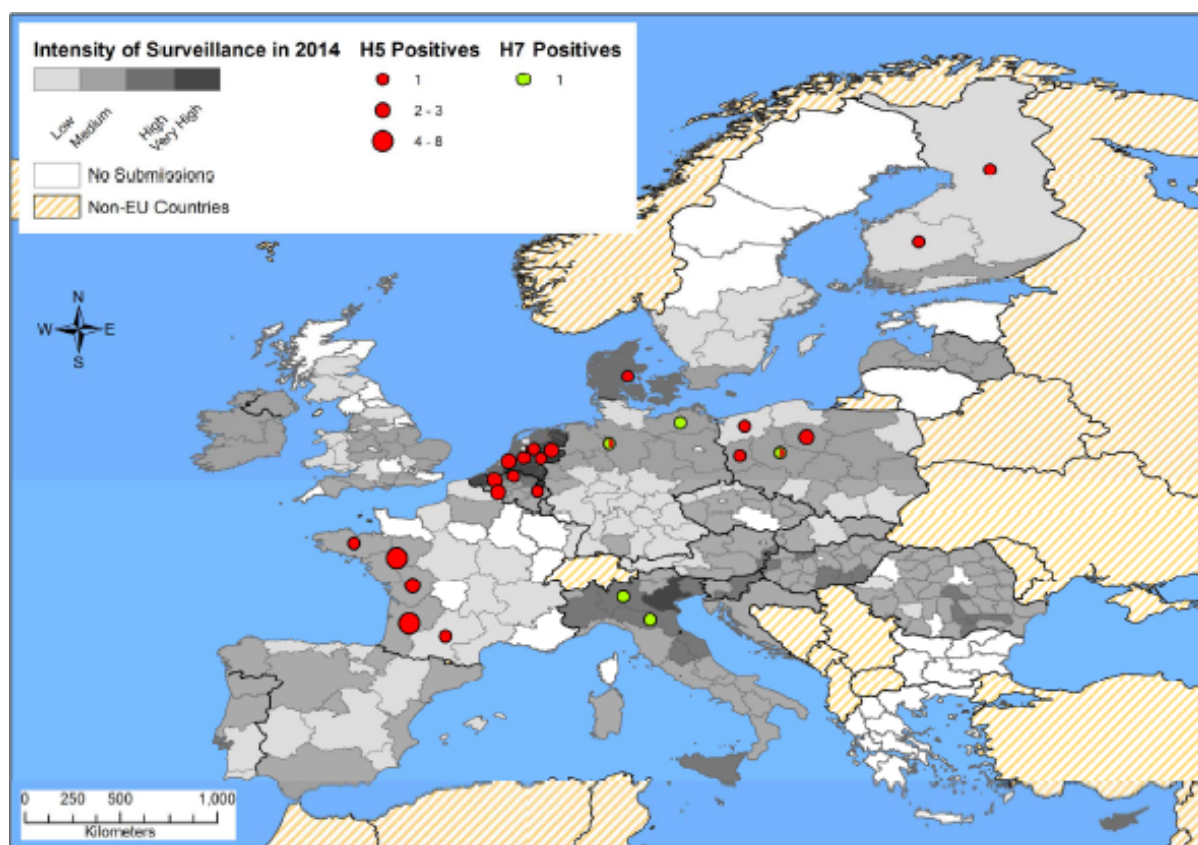 Intensity of Surveillance in 2014
Low
Medium
High
Very High
No Submissions
Non-EU Countries
H5 Positives
1
2 - 3
4 - 8
H7 Positives
1
N
W E
S
0 250 500 1,000
Kilometers